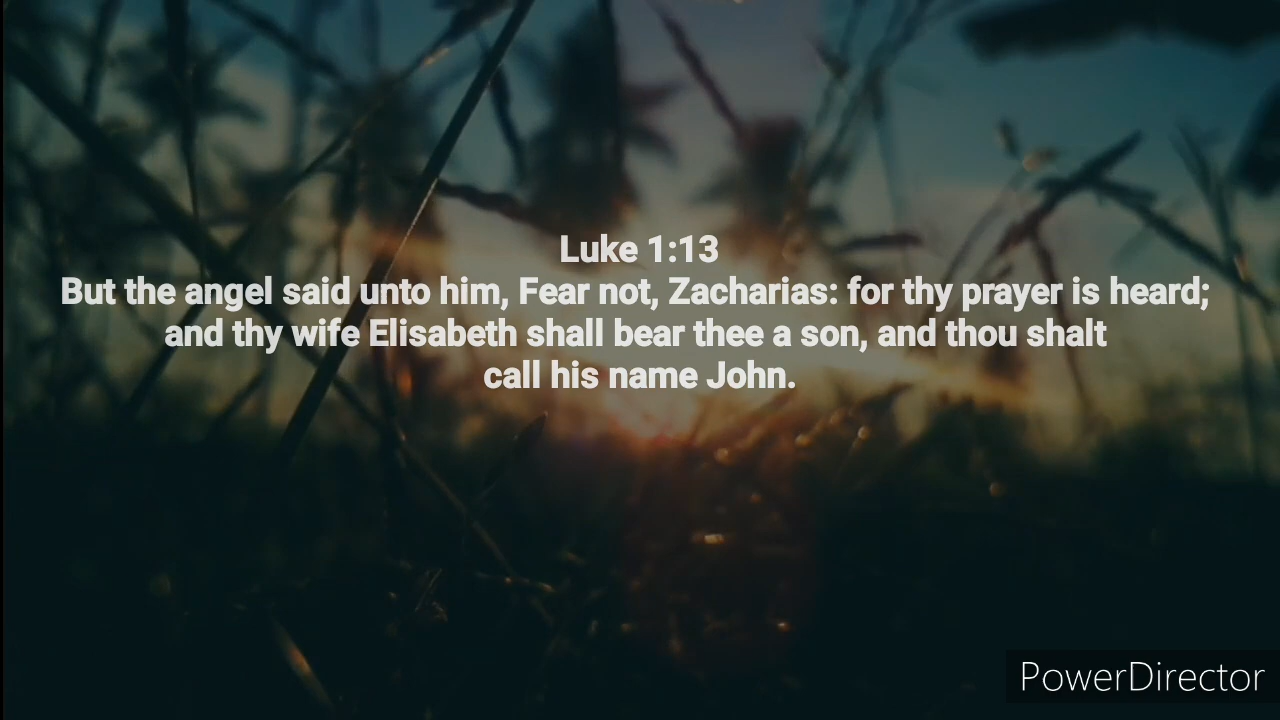 Luke 1:13
But the angel said unto him, Fear not, Zacharias: for thy prayer is heard;
and thy wife Elisabeth shall bear thee a son, and thou shalt
call his name John.
PowerDirector